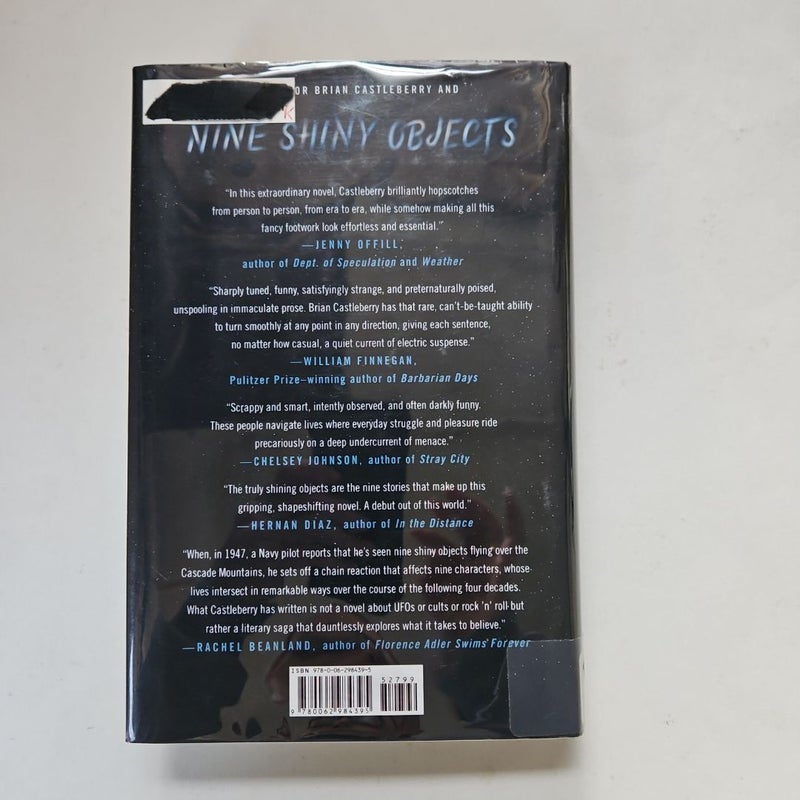 OR BRIAN CASTLEBERRY AND
K
NINE SHINY OBJECTS
“In this extraordinary novel, Castleberry brilliantly hopscotches
from person to person, from era to era, while somehow making all this
fancy footwork look effortless and essential.”
—JENNY OFFILL,
author of Dept. of Speculation and Weather
“Sharply tuned, funny, satisfyingly strange, and preternaturally poised,
unspooling in immaculate prose. Brian Castleberry has that rare, can’t-be-taught ability
to turn smoothly at any point in any direction, giving each sentence,
no matter how casual, a quiet current of electric suspense.”
—WILLIAM FINNEGAN,
Pulitzer Prize–winning author of Barbarian Days
“Scrappy and smart, intently observed, and often darkly funny.
These people navigate lives where everyday struggle and pleasure ride
precariously on a deep undercurrent of menace.”
—CHELSEY JOHNSON, author of Stray City
“The truly shining objects are the nine stories that make up this
gripping, shapeshifting novel. A debut out of this world.”
—HERNAN DIAZ, author of In the Distance
“When, in 1947, a Navy pilot reports that he’s seen nine shiny objects flying over the
Cascade Mountains, he sets off a chain reaction that affects nine characters, whose
lives intersect in remarkable ways over the course of the following four decades.
What Castleberry has written is not a novel about UFOs or cults or rock ’n’ roll but
rather a literary saga that dauntlessly explores what it takes to believe.”
—RACHEL BEANLAND, author of Florence Adler Swims Forever
ISBN 978-0-06-298439-5
52799
9 780062 984395